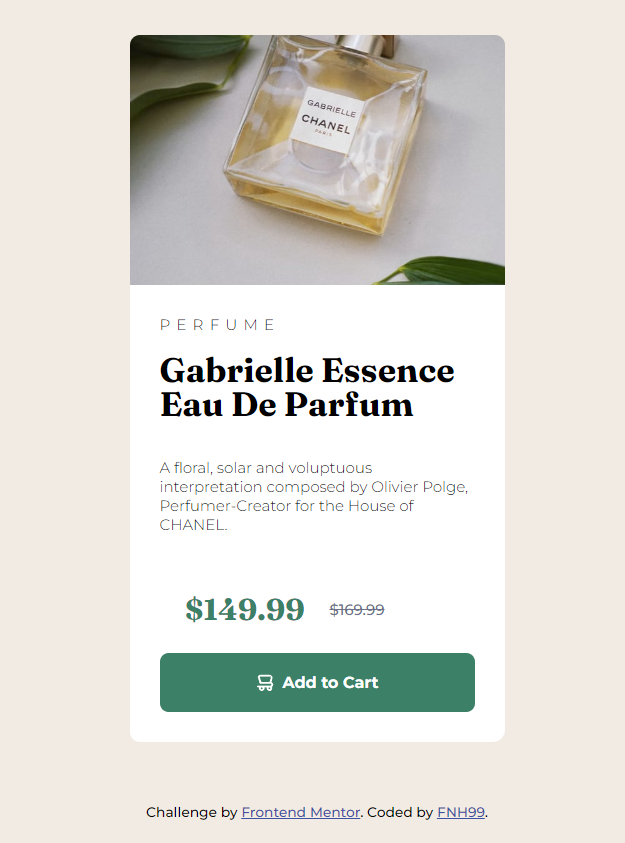 GABRIELLE
CHANEL
PARIS
PERFUME
Gabrielle Essence
Eau De Parfum
A floral, solar and voluptuous
interpretation composed by Olivier Polge,
Perfumer-Creator for the House of
CHANEL.
$149.99 $169.99
Add to Cart
Challenge by Frontend Mentor. Coded by FNH99.